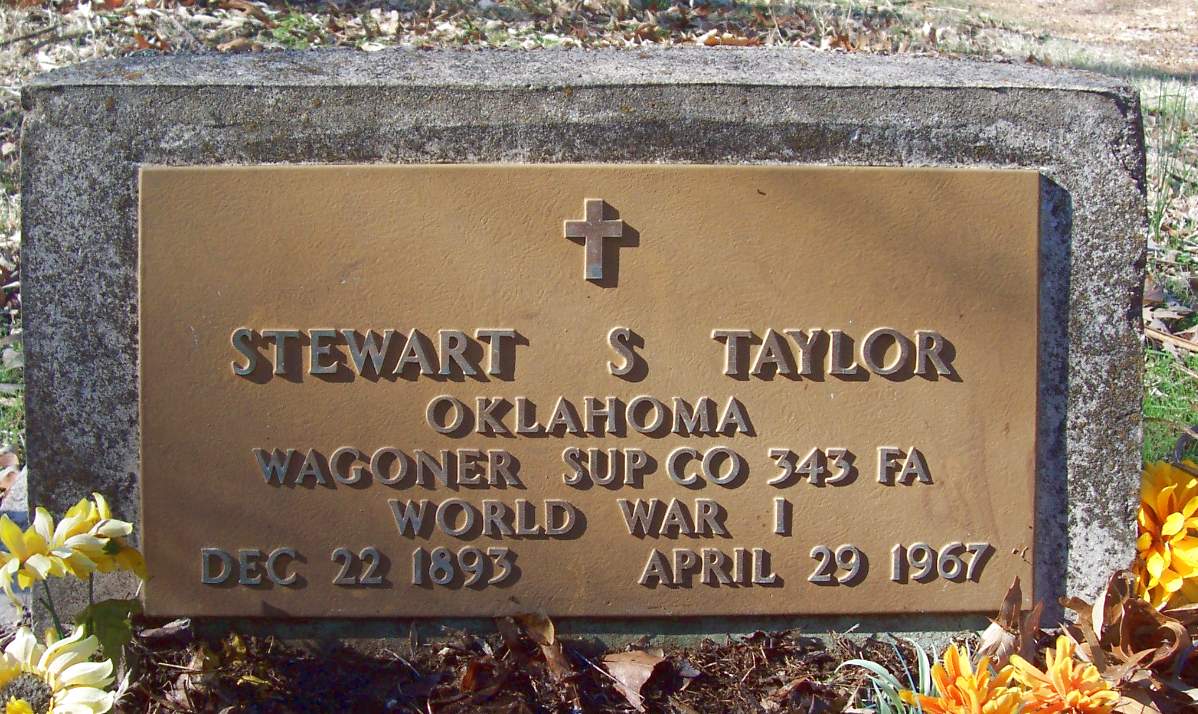 STEWART S TAYLOR
OKLAHOMA
WAGONER SUP CO 343 FA
WORLD WAR I
DEC 22 1893 APRIL 29 1967